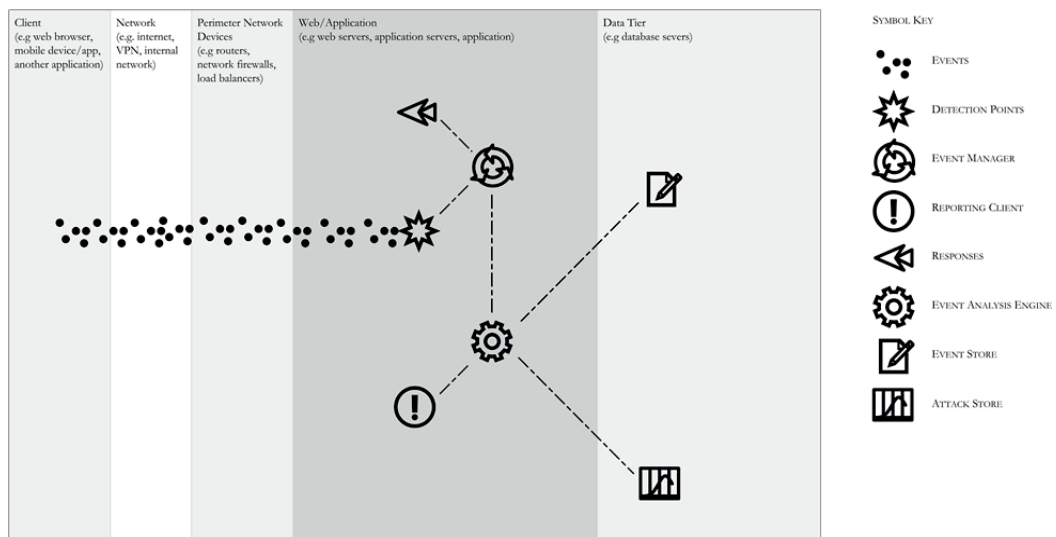 Client
(e.g web browser,
mobile device/app,
another application)
Network
(e.g. internet,
VPN, internal
network)
Perimeter Network
Devices
(e.g routers,
network firewalls,
load balancers)
Web/Application
(e.g web servers, application servers, application)
Data Tier
(e.g database severs)
SYMBOL KEY
EVENTS
DETECTION POINTS
EVENT MANAGER
REPORTING CLIENT
RESPONSES
EVENT ANALYSIS ENGINE
EVENT STORE
ATTACK STORE